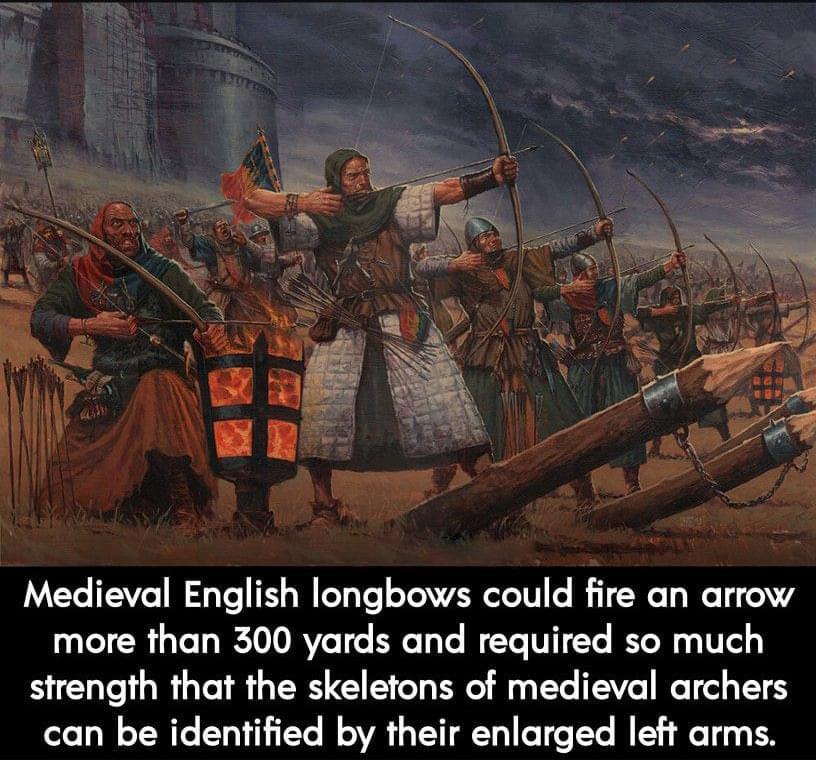 Medieval English longbows could fire an arrow
more than 300 yards and required so much
strength that the skeletons of medieval archers
can be identified by their enlarged left arms.